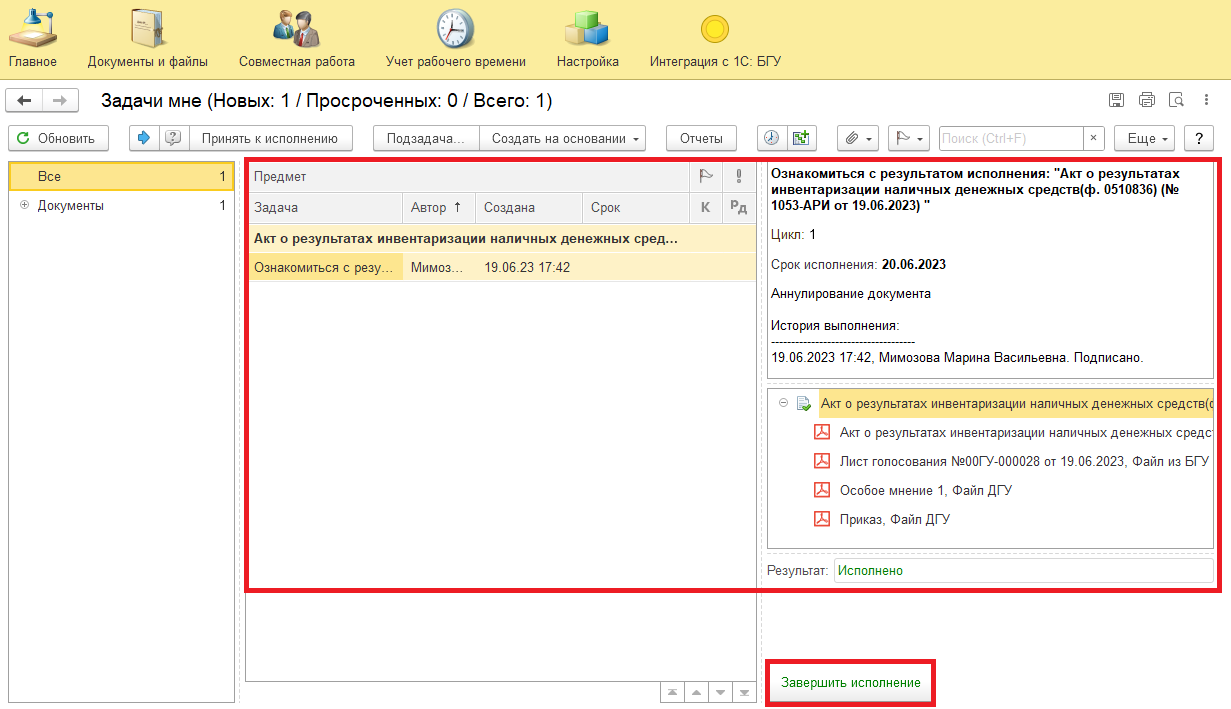 Главное
Документы и файлы
Совместная работа
Учет рабочего времени
Настройка
Интеграция с 1С: БГУ
Задачи мне (Новых: 1 / Просроченных: 0 / Всего: 1)
Обновить
Принять к исполнению
Подзадача...
Создать на основании
Отчеты
Поиск (Ctrl+F)
×
Еще
?
Все 1
Документы 1
Предмет
Задача Автор ↑ Создана Срок К Рд
Акт о результатах инвентаризации наличных денежных сред...
Ознакомиться с резу... Мимоз... 19.06.23 17:42
Ознакомиться с результатом исполнения: "Акт о результатах
инвентаризации наличных денежных средств(ф. 0510836) (№
1053-АРИ от 19.06.2023) "
Цикл: 1
Срок исполнения: 20.06.2023
Аннулирование документа
История выполнения:
------------------------------------
19.06.2023 17:42, Мимозова Марина Васильевна. Подписано.
Акт о результатах инвентаризации наличных денежных средств(ф
Акт о результатах инвентаризации наличных денежных средс
Лист голосования №00ГУ-000028 от 19.06.2023, Файл из БГУ
Особое мнение 1, Файл ДГУ
Приказ, Файл ДГУ
Результат: Исполнено
Завершить исполнение